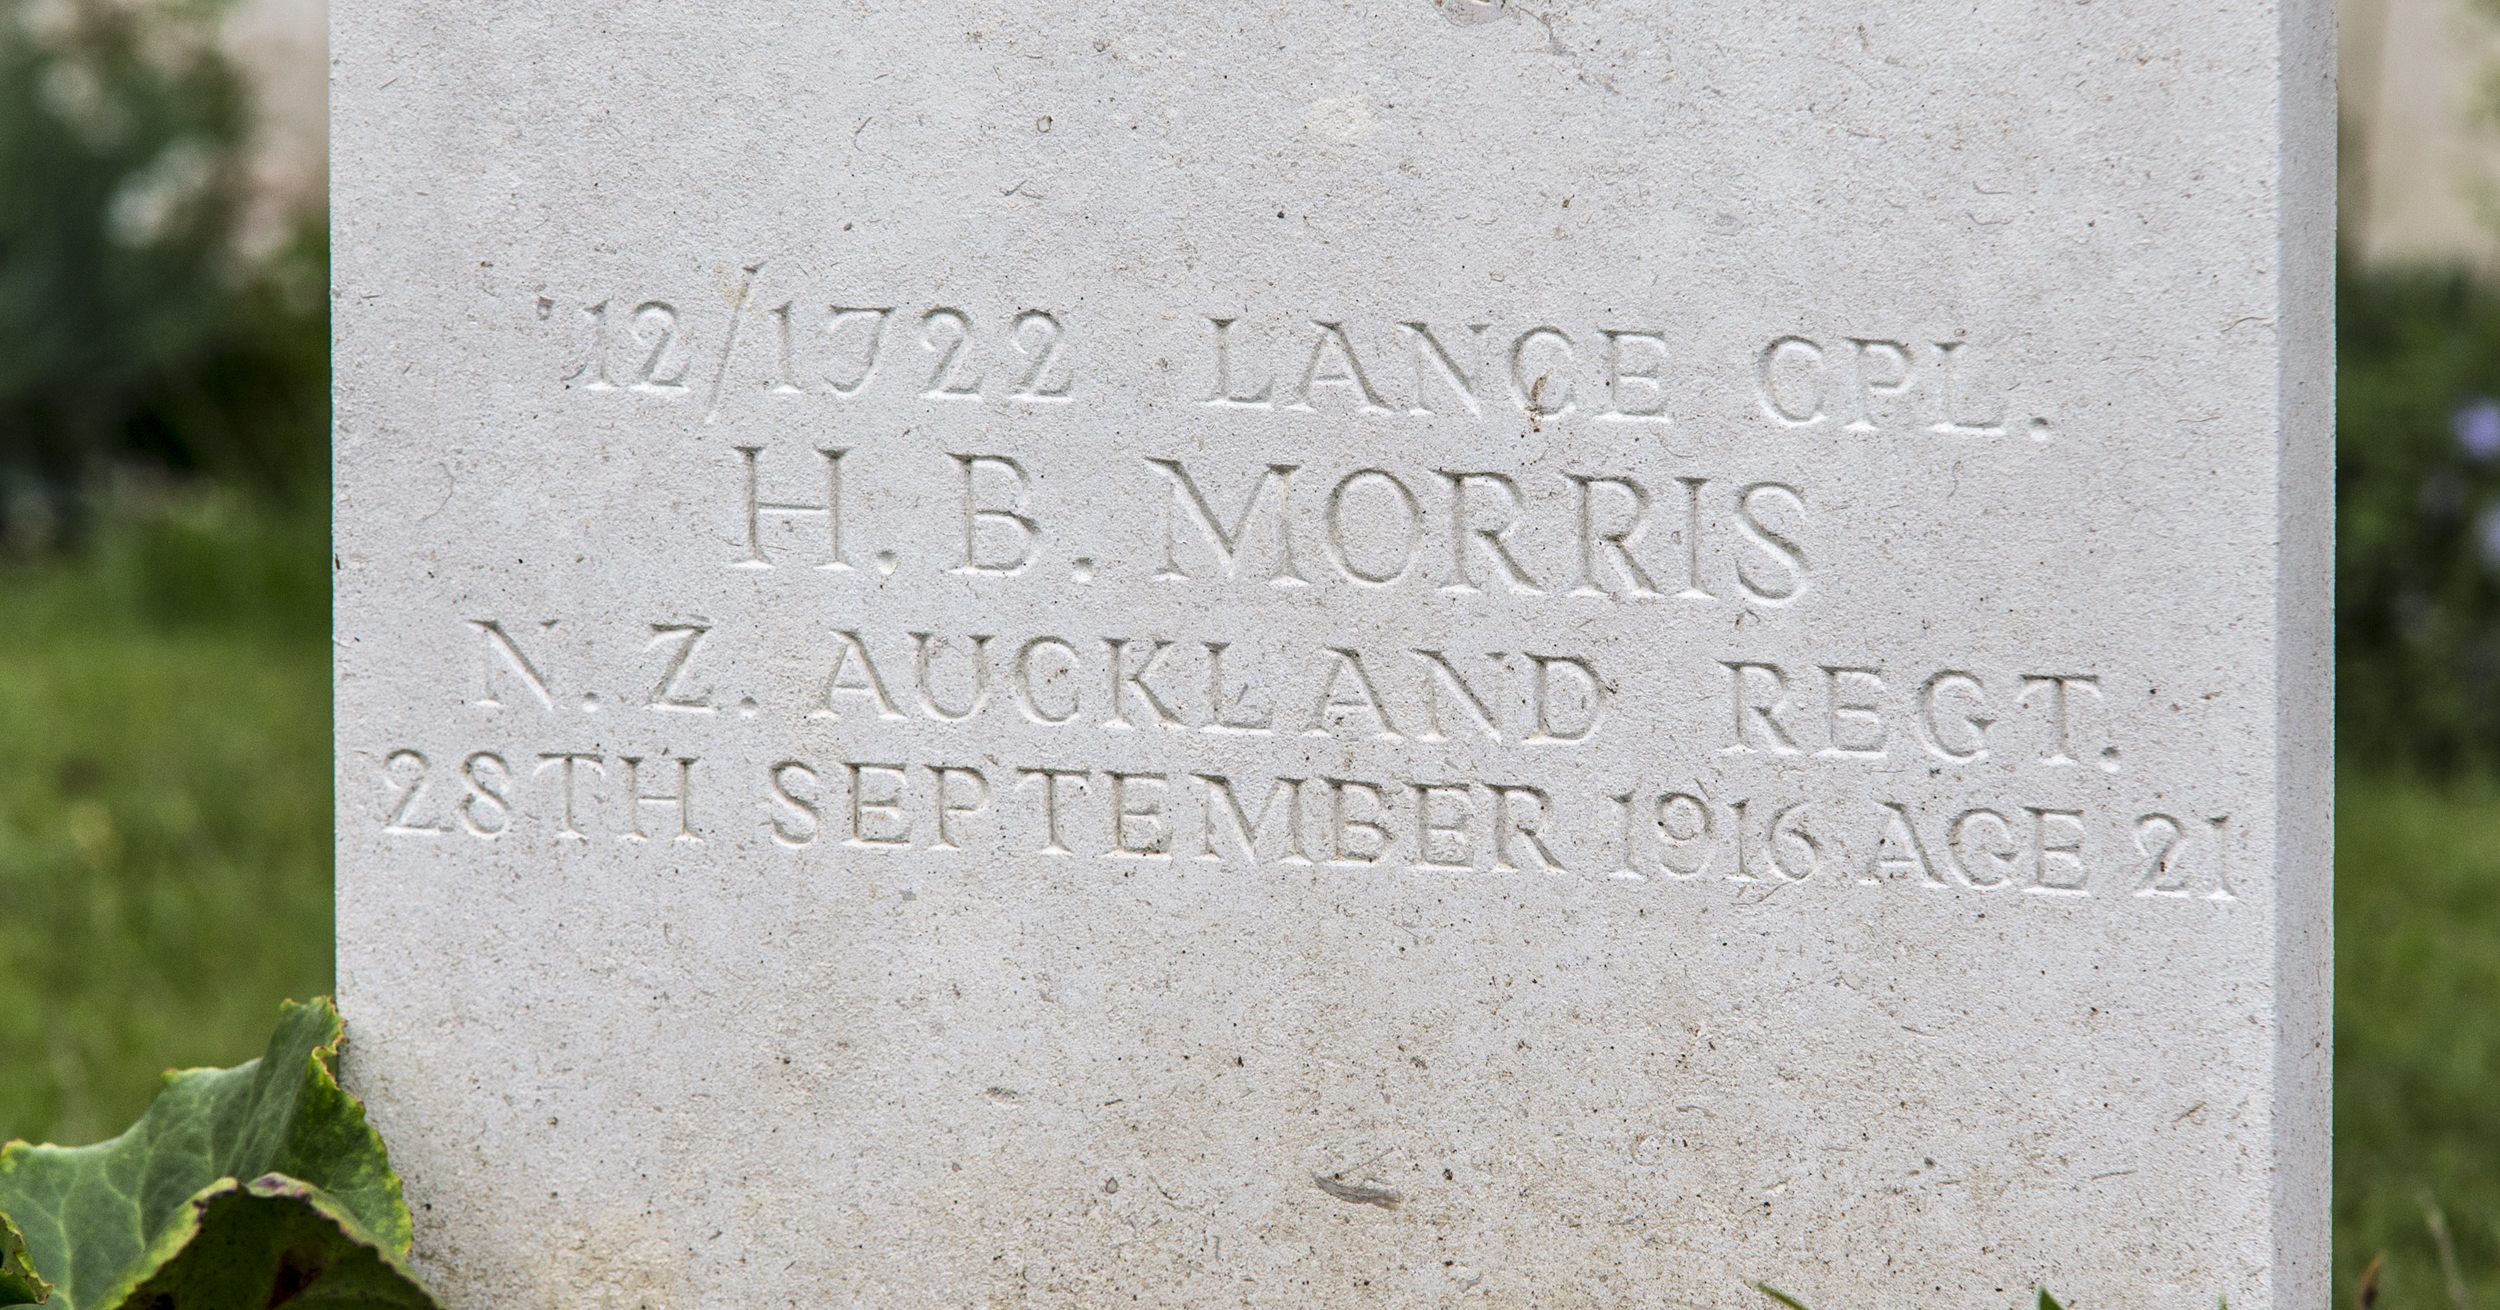 12/1722 LANCE CPL.
H. B. MORRIS
N. Z. AUCKLAND REGT.
28TH SEPTEMBER 1916 AGE 21